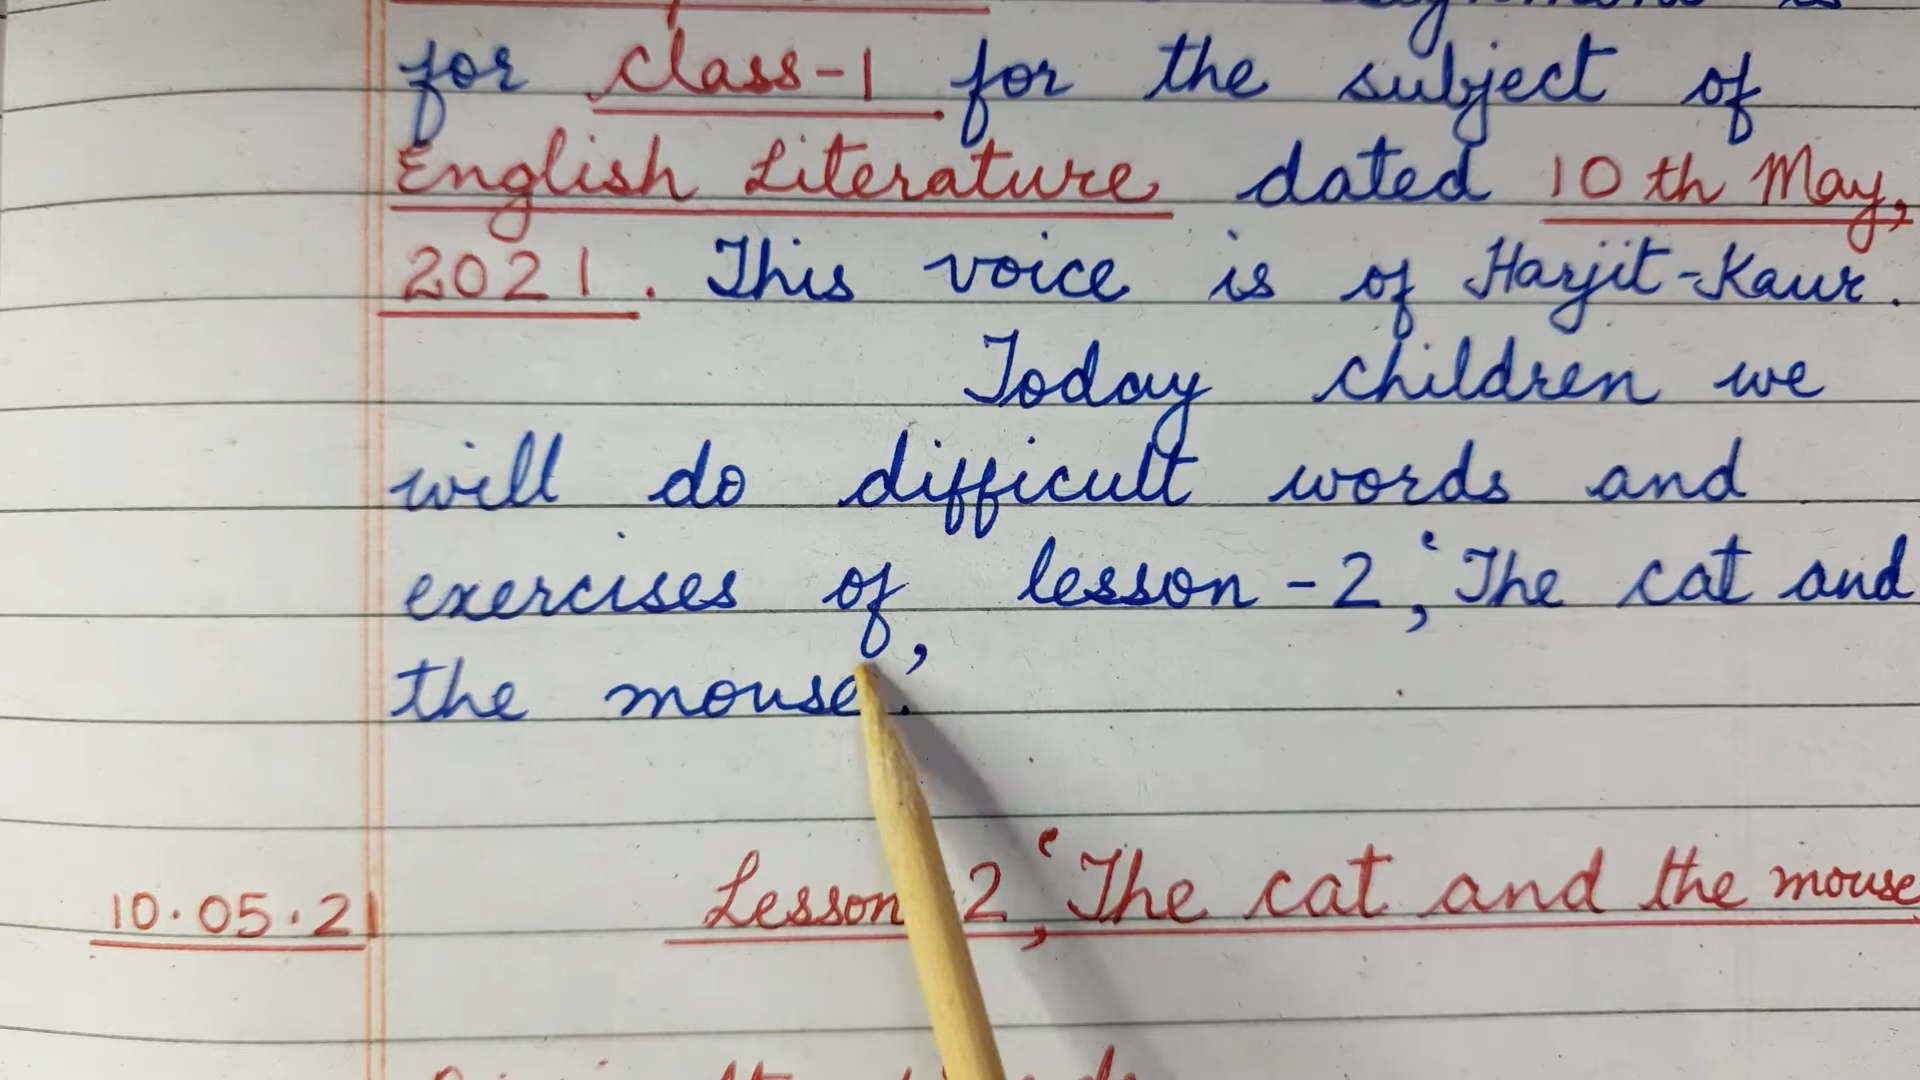 for class-1 for the subject of
English Literature dated 10th May,
2021. This voice is of Harjit-Kaur.
Today children we
will do difficult words and
exercises of lesson-2, 'The cat and
the mouse'.
10.05.21 Lesson 2, 'The cat and the mouse